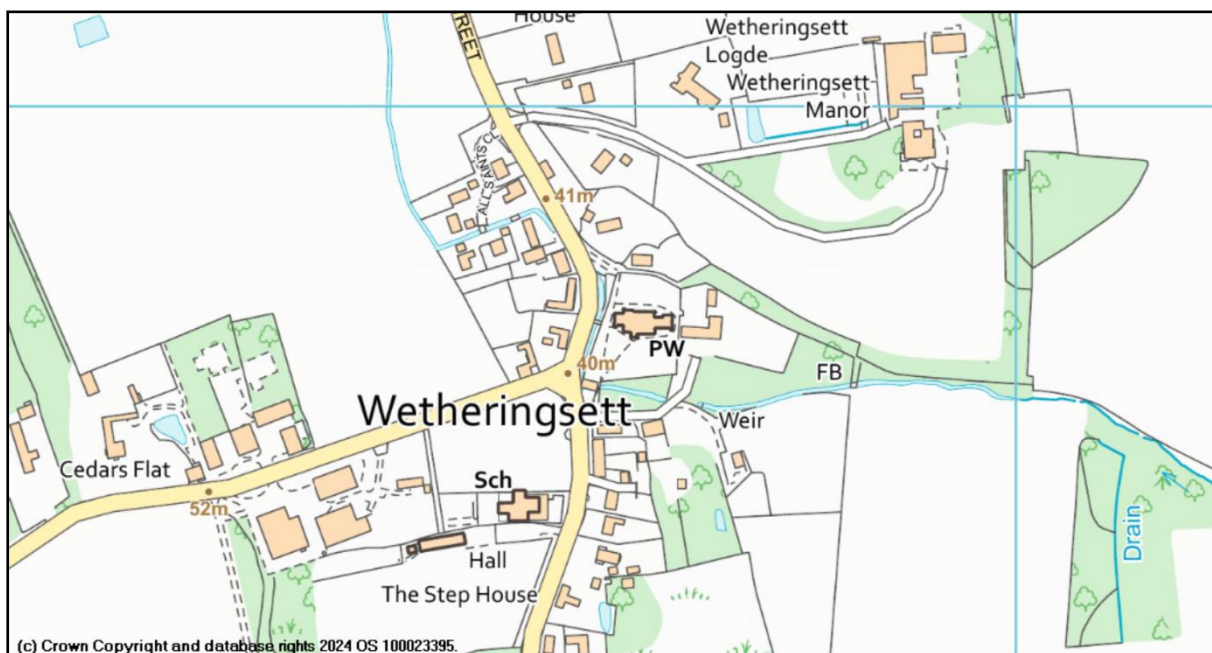 House
REET
Wetheringsett
Logde
Wetheringsett
Manor
ALL SAINTS CL
41m
PW
40m
FB
Wetheringsett
Weir
Cedars Flat
Sch
52m
Drain
Hall
The Step House
(c) Crown Copyright and database rights 2024 OS 100023395.